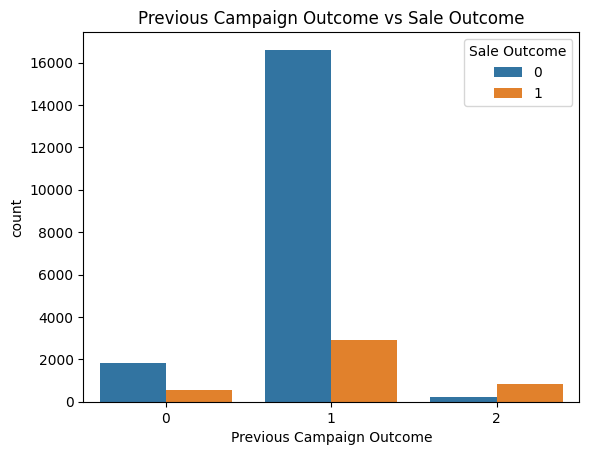 Previous Campaign Outcome vs Sale Outcome
Sale Outcome
0
1
16000
14000
12000
10000
8000
6000
4000
2000
0
count
0 1 2
Previous Campaign Outcome